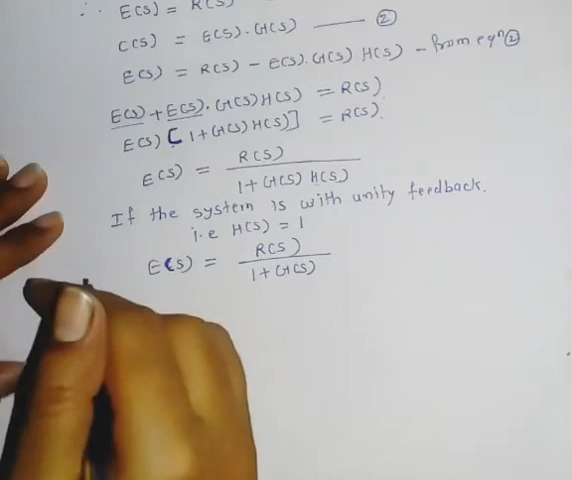 ∴ E(s) = R(s)
C(s) = E(s).G(s) —— ②
E(s) = R(s) - E(s).G(s) H(s) - from eqn ②
E(s) + E(s).G(s) H(s) = R(s)
E(s) [1+G(s) H(s)] = R(s).
E(s) = R(s) / 1+G(s) H(s)
If the system is with unity feedback.
i.e H(s) = 1
E(s) = R(s) / 1+G(s)